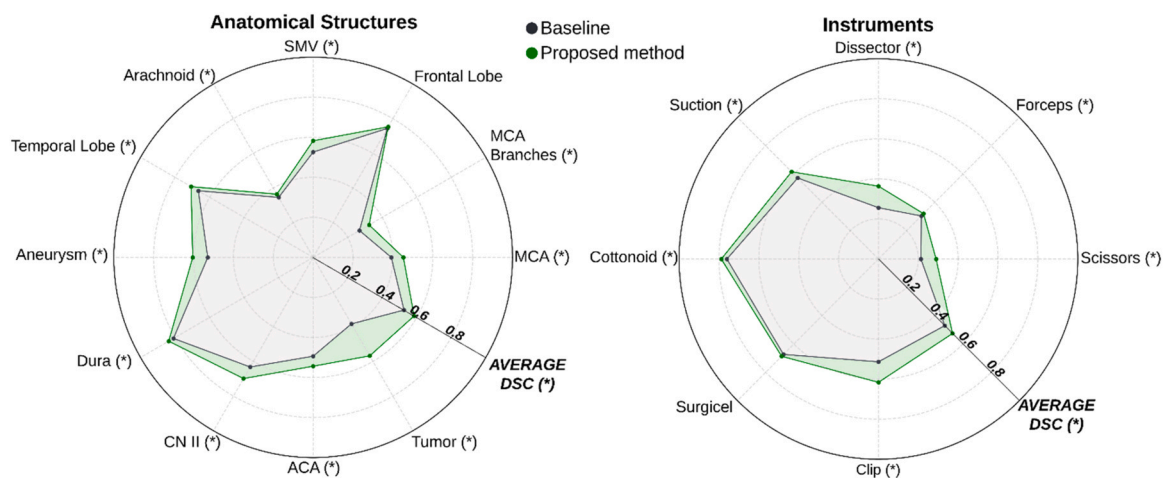 Anatomical Structures
SMV (*)
Arachnoid (*)
Frontal Lobe
Temporal Lobe (*)
MCA
Branches (*)
Aneurysm (*)
MCA (*)
0.2
0.4
0.6
0.8
Dura (*)
AVERAGE
DSC (*)
CN II (*)
Tumor (*)
ACA (*)
Baseline
Proposed method
Instruments
Dissector (*)
Suction (*)
Forceps (*)
Cottonoid (*)
Scissors (*)
0.2
0.4
0.6
0.8
Surgicel
AVERAGE
DSC (*)
Clip (*)